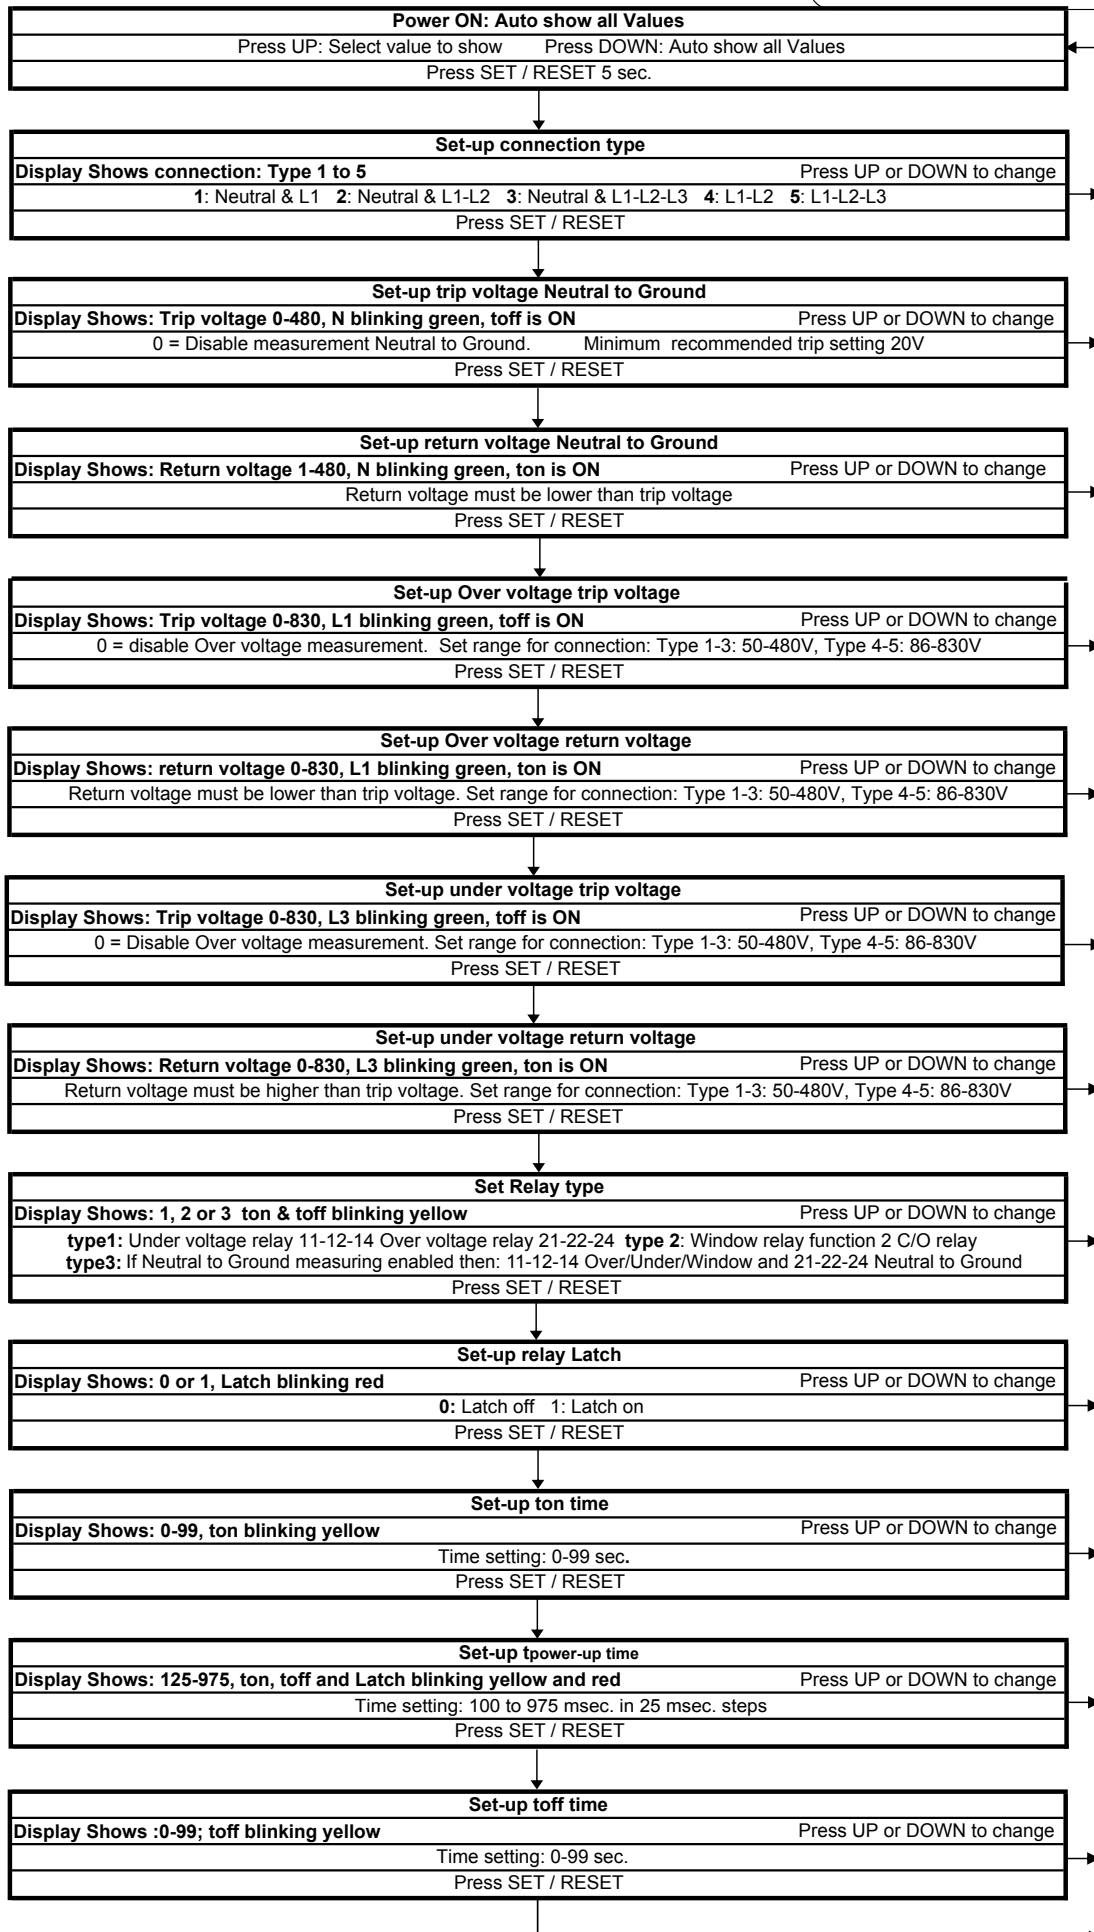 Power ON: Auto show all Values
Press UP: Select value to show Press DOWN: Auto show all Values
Press SET / RESET 5 sec.
Set-up connection type
Display Shows connection: Type 1 to 5 Press UP or DOWN to change
1: Neutral & L1 2: Neutral & L1-L2 3: Neutral & L1-L2-L3 4: L1-L2 5: L1-L2-L3
Press SET / RESET
Set-up trip voltage Neutral to Ground
Display Shows: Trip voltage 0-480, N blinking green, toff is ON Press UP or DOWN to change
0 = Disable measurement Neutral to Ground. Minimum recommended trip setting 20V
Press SET / RESET
Set-up return voltage Neutral to Ground
Display Shows: Return voltage 1-480, N blinking green, ton is ON Press UP or DOWN to change
Return voltage must be lower than trip voltage
Press SET / RESET
Set-up Over voltage trip voltage
Display Shows: Trip voltage 0-830, L1 blinking green, toff is ON Press UP or DOWN to change
0 = disable Over voltage measurement. Set range for connection: Type 1-3: 50-480V, Type 4-5: 86-830V
Press SET / RESET
Set-up Over voltage return voltage
Display Shows: return voltage 0-830, L1 blinking green, ton is ON Press UP or DOWN to change
Return voltage must be lower than trip voltage. Set range for connection: Type 1-3: 50-480V, Type 4-5: 86-830V
Press SET / RESET
Set-up under voltage trip voltage
Display Shows: Trip voltage 0-830, L3 blinking green, toff is ON Press UP or DOWN to change
0 = Disable Over voltage measurement. Set range for connection: Type 1-3: 50-480V, Type 4-5: 86-830V
Press SET / RESET
Set-up under voltage return voltage
Display Shows: Return voltage 0-830, L3 blinking green, ton is ON Press UP or DOWN to change
Return voltage must be higher than trip voltage. Set range for connection: Type 1-3: 50-480V, Type 4-5: 86-830V
Press SET / RESET
Set Relay type
Display Shows: 1, 2 or 3 ton & toff blinking yellow Press UP or DOWN to change
type1: Under voltage relay 11-12-14 Over voltage relay 21-22-24 type 2: Window relay function 2 C/O relay
type3: If Neutral to Ground measuring enabled then: 11-12-14 Over/Under/Window and 21-22-24 Neutral to Ground
Press SET / RESET
Set-up relay Latch
Display Shows: 0 or 1, Latch blinking red Press UP or DOWN to change
0: Latch off 1: Latch on
Press SET / RESET
Set-up ton time
Display Shows: 0-99, ton blinking yellow Press UP or DOWN to change
Time setting: 0-99 sec.
Press SET / RESET
Set-up tpower-up time
Display Shows: 125-975, ton, toff and Latch blinking yellow and red Press UP or DOWN to change
Time setting: 100 to 975 msec. in 25 msec. steps
Press SET / RESET
Set-up toff time
Display Shows :0-99; toff blinking yellow Press UP or DOWN to change
Time setting: 0-99 sec.
Press SET / RESET